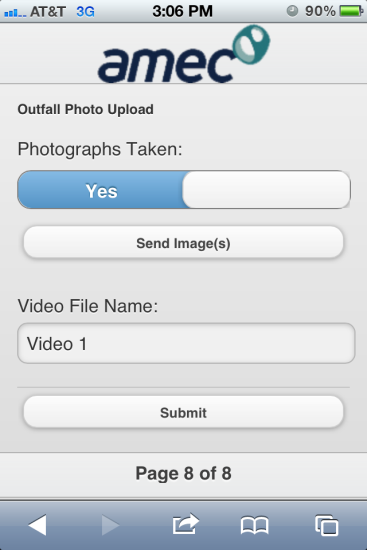 AT&T 3G 3:06 PM 90%
amec
Outfall Photo Upload
Photographs Taken:
Yes
Send Image(s)
Video File Name:
Video 1
Submit
Page 8 of 8